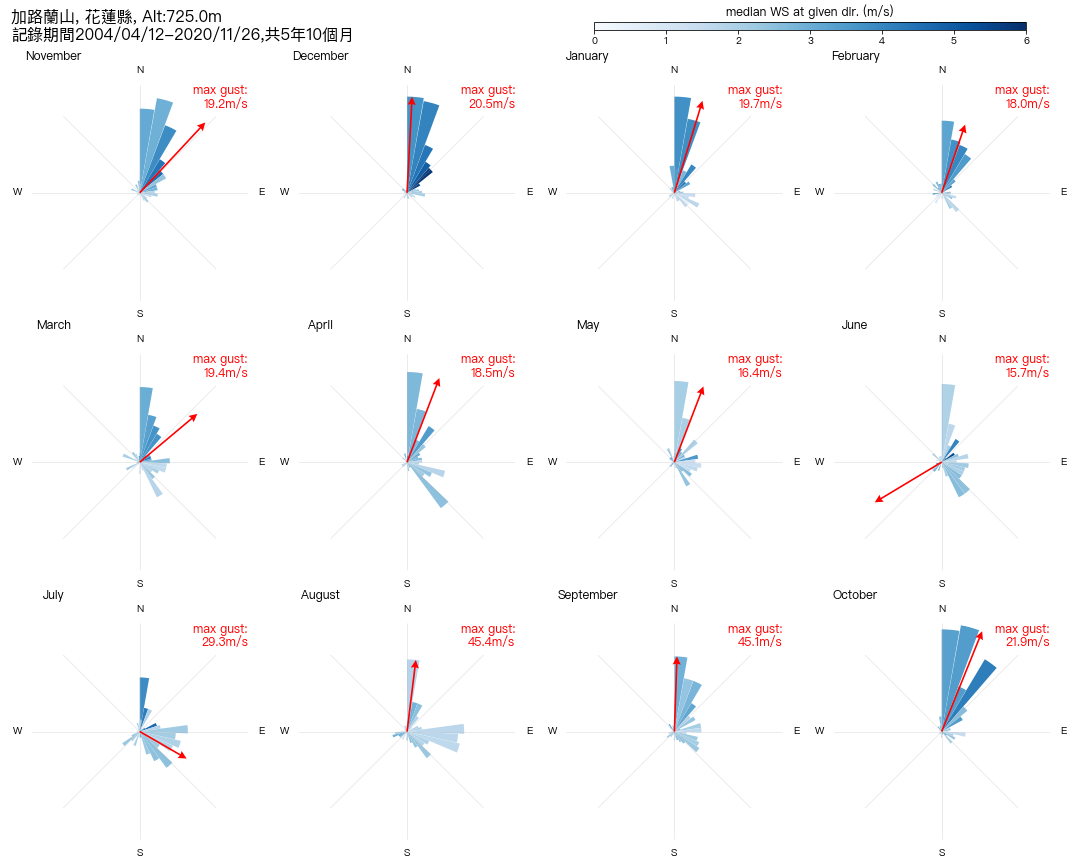 加路蘭山, 花蓮縣, Alt:725.0m
記錄期間2004/04/12-2020/11/26,共5年10個月
median WS at given dir. (m/s)
0 1 2 3 4 5 6
November
N
max gust:
19.2m/s
W E
S
December
N
max gust:
20.5m/s
W E
S
January
N
max gust:
19.7m/s
W E
S
February
N
max gust:
18.0m/s
W E
S
March
N
max gust:
19.4m/s
W E
S
April
N
max gust:
18.5m/s
W E
S
May
N
max gust:
16.4m/s
W E
S
June
N
max gust:
15.7m/s
W E
S
July
N
max gust:
29.3m/s
W E
S
August
N
max gust:
45.4m/s
W E
S
September
N
max gust:
45.1m/s
W E
S
October
N
max gust:
21.9m/s
W E
S